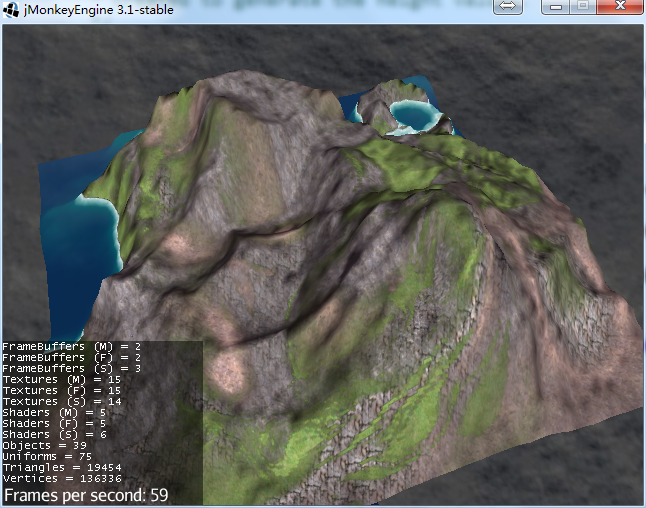 jMonkeyEngine 3.1-stable
FrameBuffers (M) = 2
FrameBuffers (F) = 2
FrameBuffers (S) = 3
Textures (M) = 15
Textures (F) = 15
Textures (S) = 14
Shaders (M) = 5
Shaders (F) = 5
Shaders (S) = 6
Objects = 39
Uniforms = 75
Triangles = 19454
Vertices = 136336
Frames per second: 59